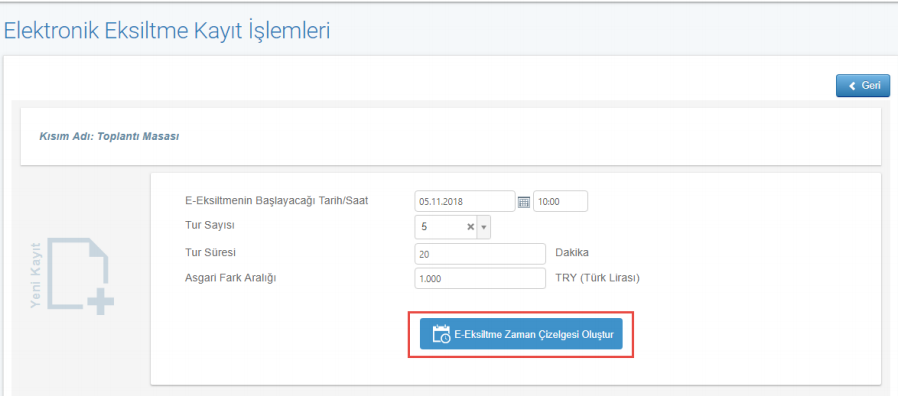 Elektronik Eksiltme Kayıt İşlemleri
Geri
Kısım Adı: Toplantı Masası
Yeni Kayıt
E-Eksiltmenin Başlayacağı Tarih/Saat 05.11.2018 10:00
Tur Sayısı 5
Tur Süresi 20 Dakika
Asgari Fark Aralığı 1.000 TRY (Türk Lirası)
E-Eksiltme Zaman Çizelgesi Oluştur